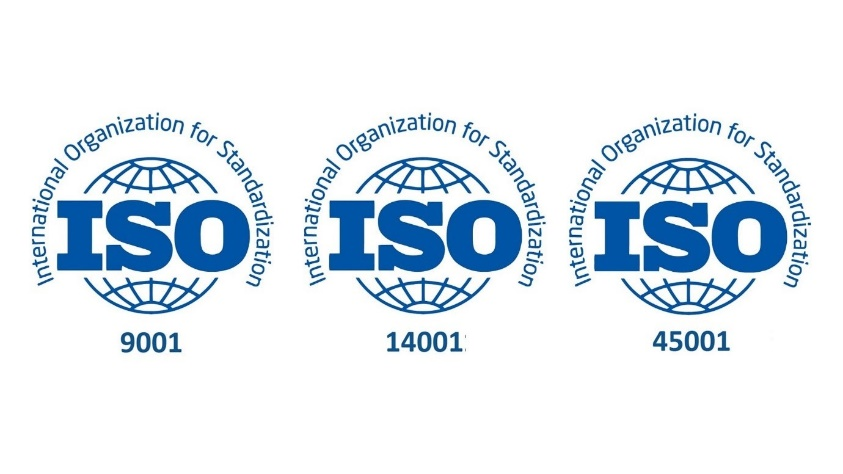 International Organization for Standardization
ISO
9001
International Organization for Standardization
ISO
14001
International Organization for Standardization
ISO
45001